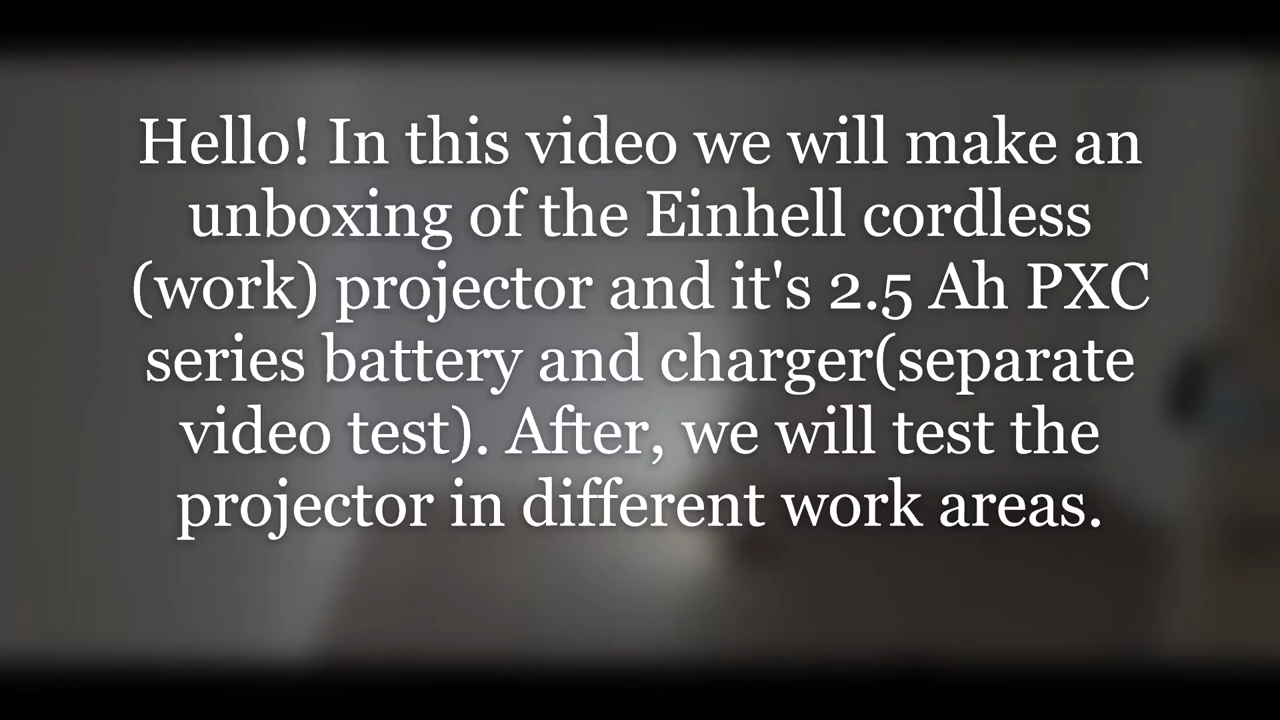 Hello! In this video we will make an
unboxing of the Einhell cordless
(work) projector and it's 2.5 Ah PXC
series battery and charger(separate
video test). After, we will test the
projector in different work areas.